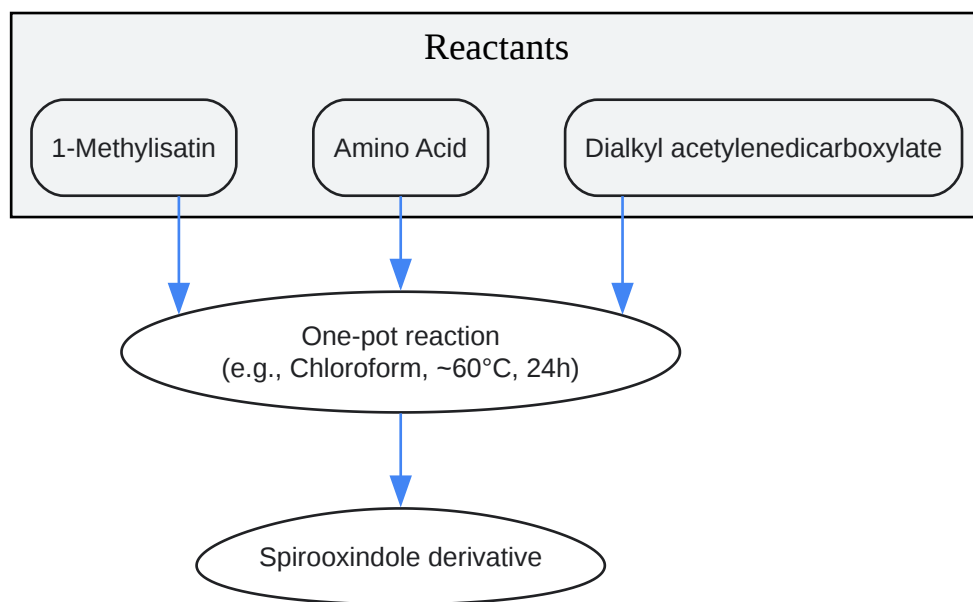 Reactants
1-Methylisatin
Amino Acid
Dialkyl acetylenedicarboxylate
One-pot reaction
(e.g., Chloroform, ~60°C, 24h)
Spirooxindole derivative